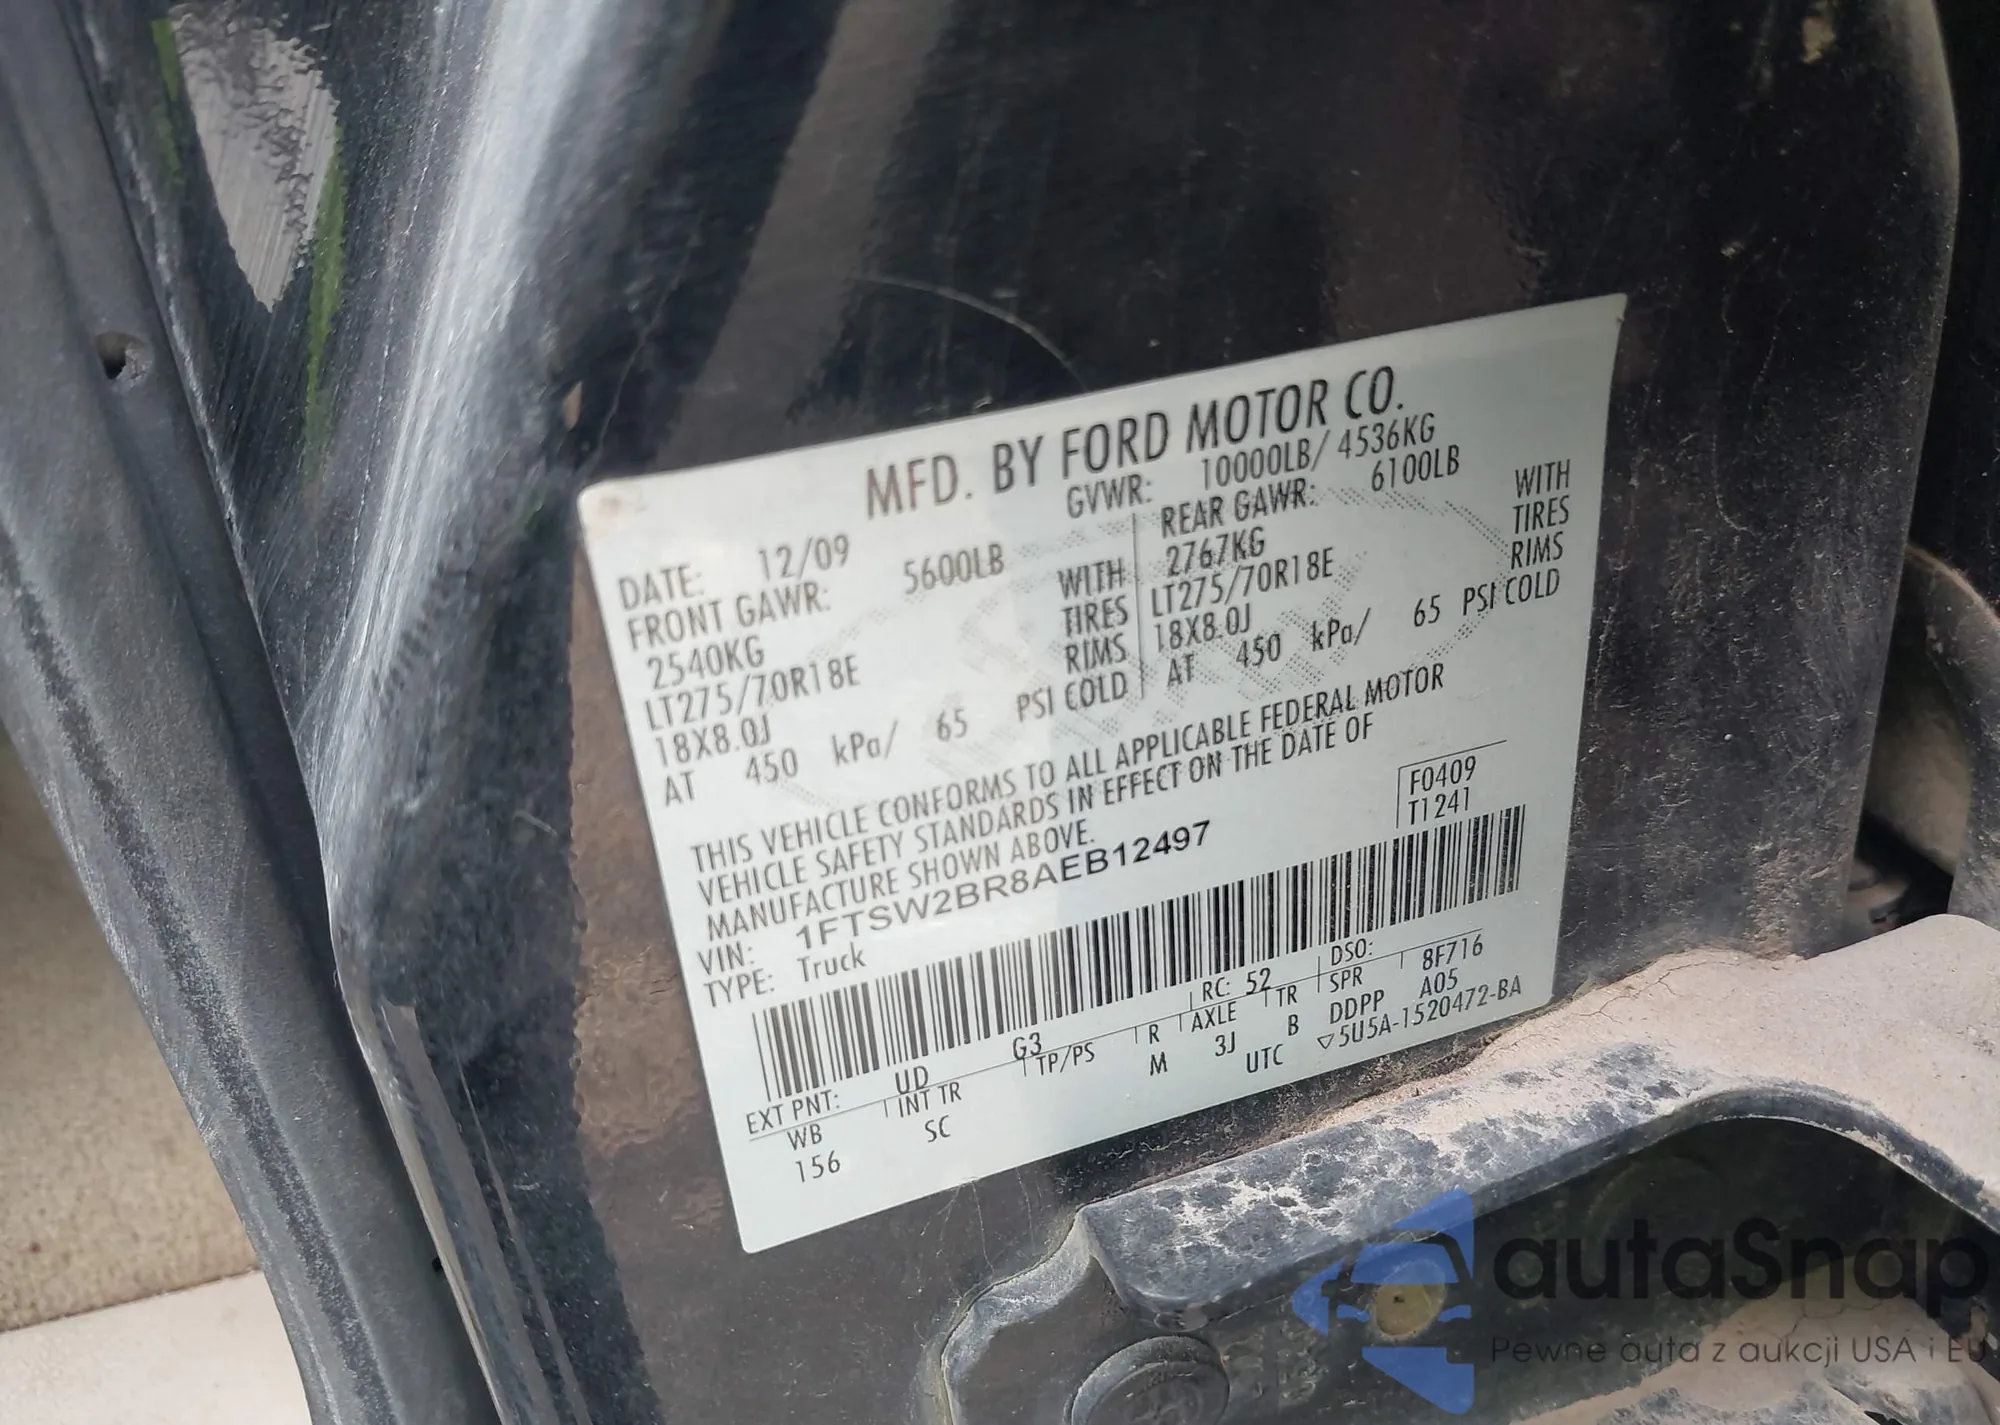 MFD. BY FORD MOTOR CO.
DATE: 12/09 GVWR: 10000LB/ 4536KG
FRONT GAWR: 5600LB REAR GAWR: 6100LB
2540KG WITH 2767KG WITH
LT275/70R18E TIRES LT275/70R18E TIRES
18X8.0J RIMS 18X8.0J RIMS
AT 450 kPa/ 65 PSI COLD AT 450 kPa/ 65 PSI COLD
THIS VEHICLE CONFORMS TO ALL APPLICABLE FEDERAL MOTOR
VEHICLE SAFETY STANDARDS IN EFFECT ON THE DATE OF
MANUFACTURE SHOWN ABOVE.
F0409
T1241
VIN: 1FTSW2BR8AEB12497
TYPE: Truck
EXT PNT: UD G3 RC: 52 DSO: 8F716
WB INT TR TP/PS R AXLE TR SPR A05
156 SC M 3J B DDPP
UTC ▽5U5A-1520472-BA
autaSnap
Pewne auta z aukcji USA i EU